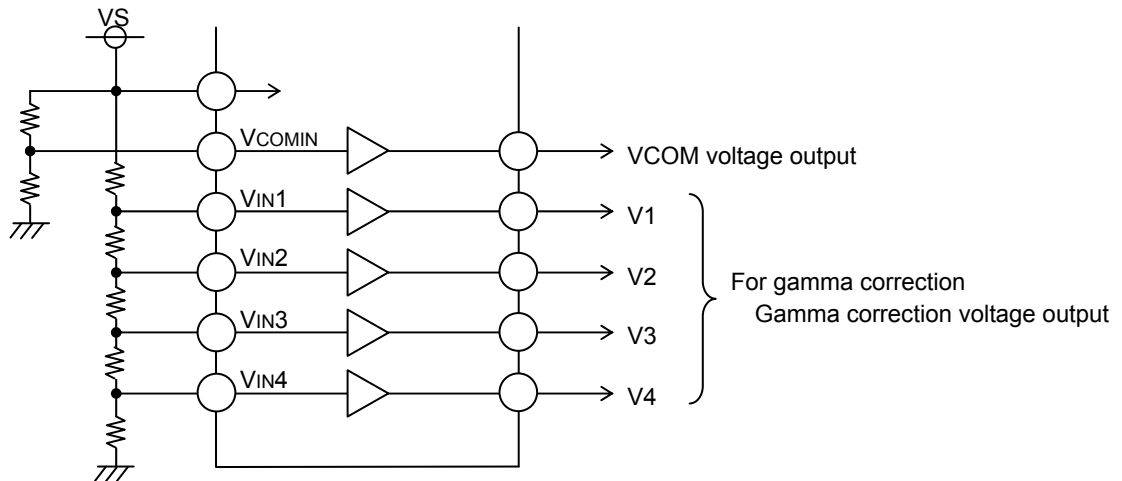 VS
VCOMIN
VCOM voltage output
VIN1
V1
VIN2
V2
For gamma correction
Gamma correction voltage output
VIN3
V3
VIN4
V4